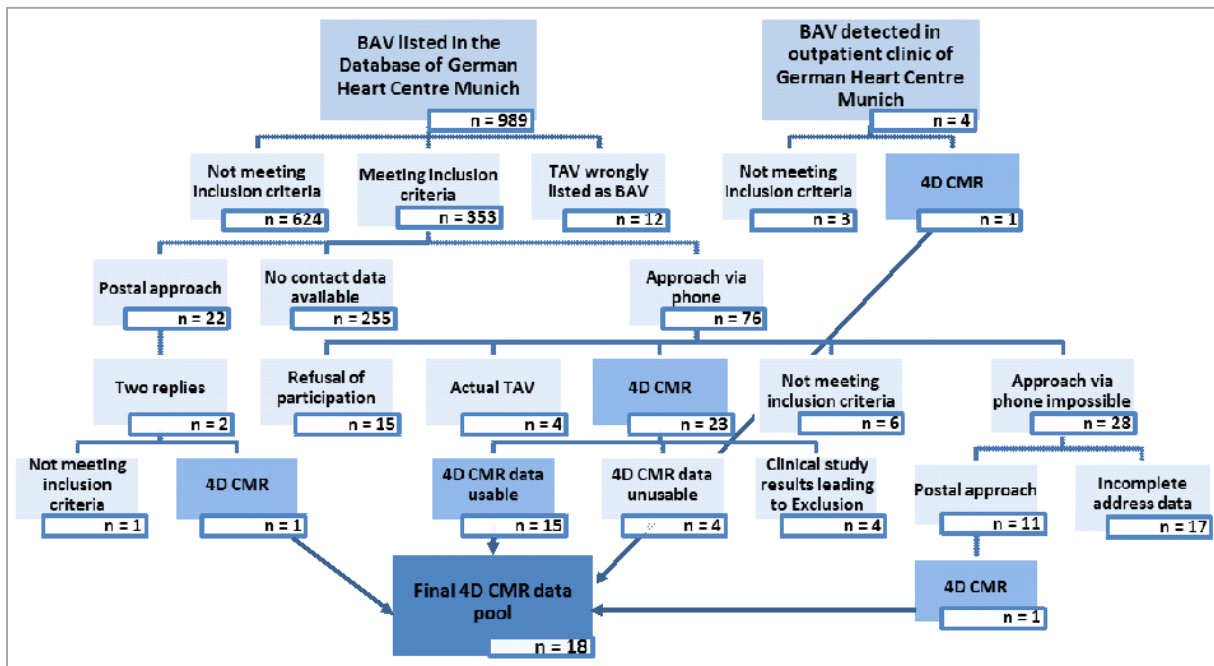 BAV listed in the
Database of German
Heart Centre Munich
n = 989
BAV detected in
outpatient clinic of
German Heart Centre
Munich
n = 4
Not meeting
inclusion criteria
n = 624
Meeting inclusion
criteria
n = 353
TAV wrongly
listed as BAV
n = 12
Not meeting
inclusion criteria
n = 3
4D CMR
n = 1
Postal approach
n = 22
No contact data
available
n = 255
Approach via
phone
n = 76
Two replies
n = 2
Refusal of
participation
n = 15
Actual TAV
n = 4
4D CMR
n = 23
Not meeting
inclusion criteria
n = 6
Approach via
phone impossible
n = 28
Not meeting
inclusion
criteria
n = 1
4D CMR
n = 1
4D CMR data
usable
n = 15
4D CMR data
unusable
n = 4
Clinical study
results leading
to Exclusion
n = 4
Postal approach
n = 11
Incomplete
address data
n = 17
Final 4D CMR data
pool
n = 18
4D CMR
n = 1